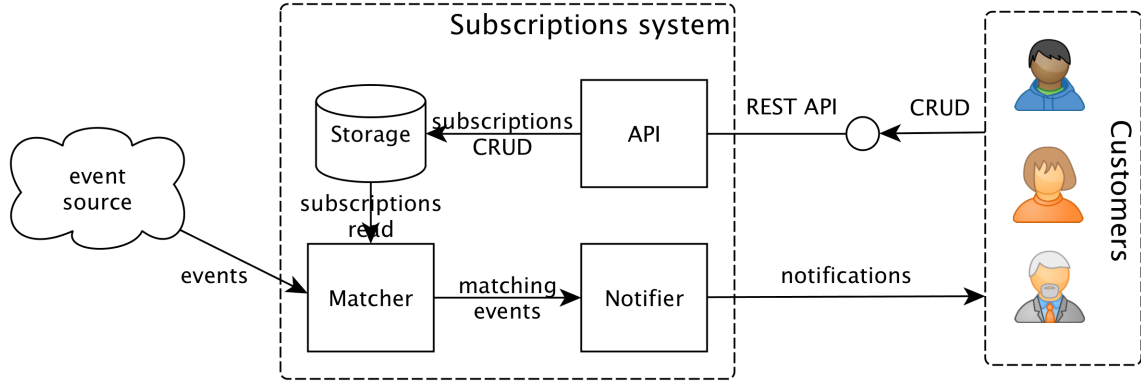 Subscriptions system
Storage
subscriptions
CRUD
API
REST API
CRUD
Customers
event
source
subscriptions
read
events
Matcher
matching
events
Notifier
notifications